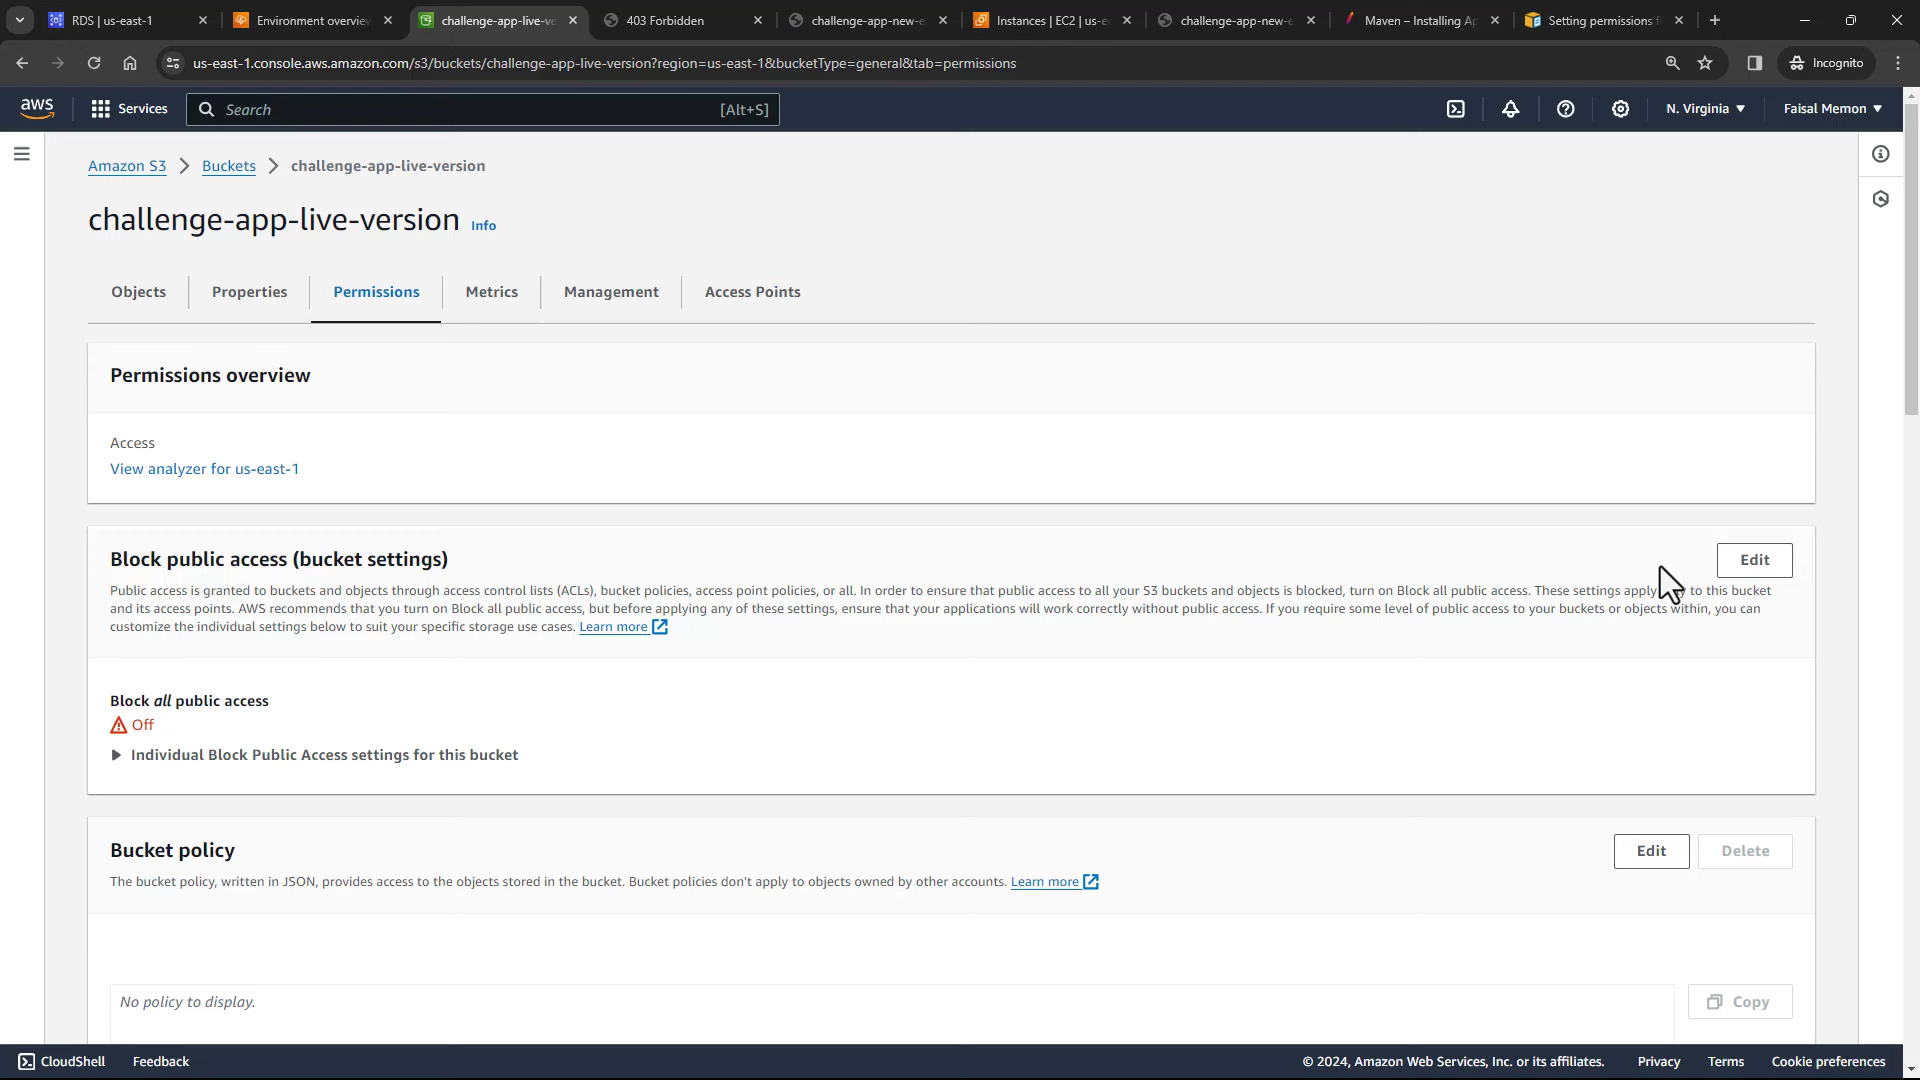 RDS | us-east-1
Environment overvie
challenge-app-live-ve
403 Forbidden
challenge-app-new-e
Instances | EC2 | us-e
challenge-app-new-e
Maven – Installing Ap
Setting permissions f
us-east-1.console.aws.amazon.com/s3/buckets/challenge-app-live-version?region=us-east-1&bucketType=general&tab=permissions
Incognito
aws
Services
Search
[Alt+S]
N. Virginia
Faisal Memon
Amazon S3 > Buckets > challenge-app-live-version
challenge-app-live-version Info
Objects
Properties
Permissions
Metrics
Management
Access Points
Permissions overview
Access
View analyzer for us-east-1
Block public access (bucket settings)
Edit
Public access is granted to buckets and objects through access control lists (ACLs), bucket policies, access point policies, or all. In order to ensure that public access to all your S3 buckets and objects is blocked, turn on Block all public access. These settings apply to this bucket
and its access points. AWS recommends that you turn on Block all public access, but before applying any of these settings, ensure that your applications will work correctly without public access. If you require some level of public access to your buckets or objects within, you can
customize the individual settings below to suit your specific storage use cases. Learn more
Block all public access
Off
Individual Block Public Access settings for this bucket
Bucket policy
Edit
Delete
The bucket policy, written in JSON, provides access to the objects stored in the bucket. Bucket policies don't apply to objects owned by other accounts. Learn more
No policy to display.
Copy
CloudShell
Feedback
© 2024, Amazon Web Services, Inc. or its affiliates.
Privacy
Terms
Cookie preferences